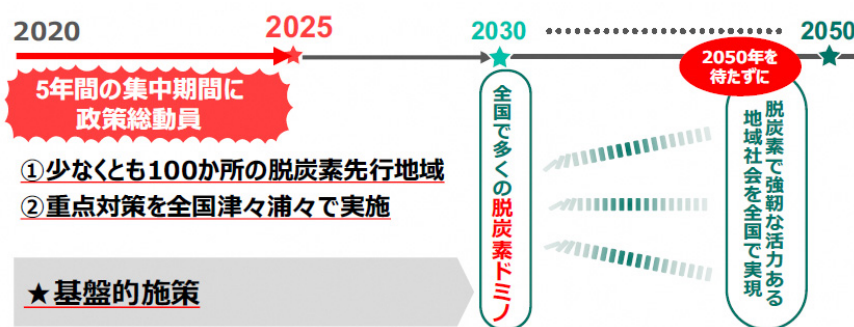 2020
2025
2030
2050
5年間の集中期間に
政策総動員
①少なくとも100か所の脱炭素先行地域
②重点対策を全国津々浦々で実施
★基盤的施策
全国で多くの脱炭素ドミノ
2050年を
待たずに
脱炭素で強靭な活力ある
地域社会を全国で実現